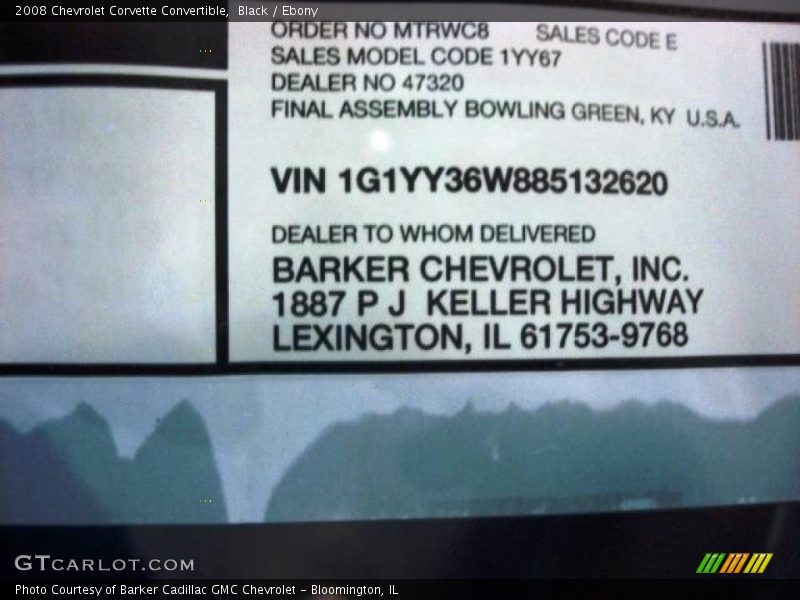 2008 Chevrolet Corvette Convertible, Black / Ebony
ORDER NO MTRWC8 SALES CODE E
SALES MODEL CODE 1YY67
DEALER NO 47320
FINAL ASSEMBLY BOWLING GREEN, KY U.S.A.
VIN 1G1YY36W885132620
DEALER TO WHOM DELIVERED
BARKER CHEVROLET, INC.
1887 P J KELLER HIGHWAY
LEXINGTON, IL 61753-9768
GTCARLOT.COM
Photo Courtesy of Barker Cadillac GMC Chevrolet - Bloomington, IL